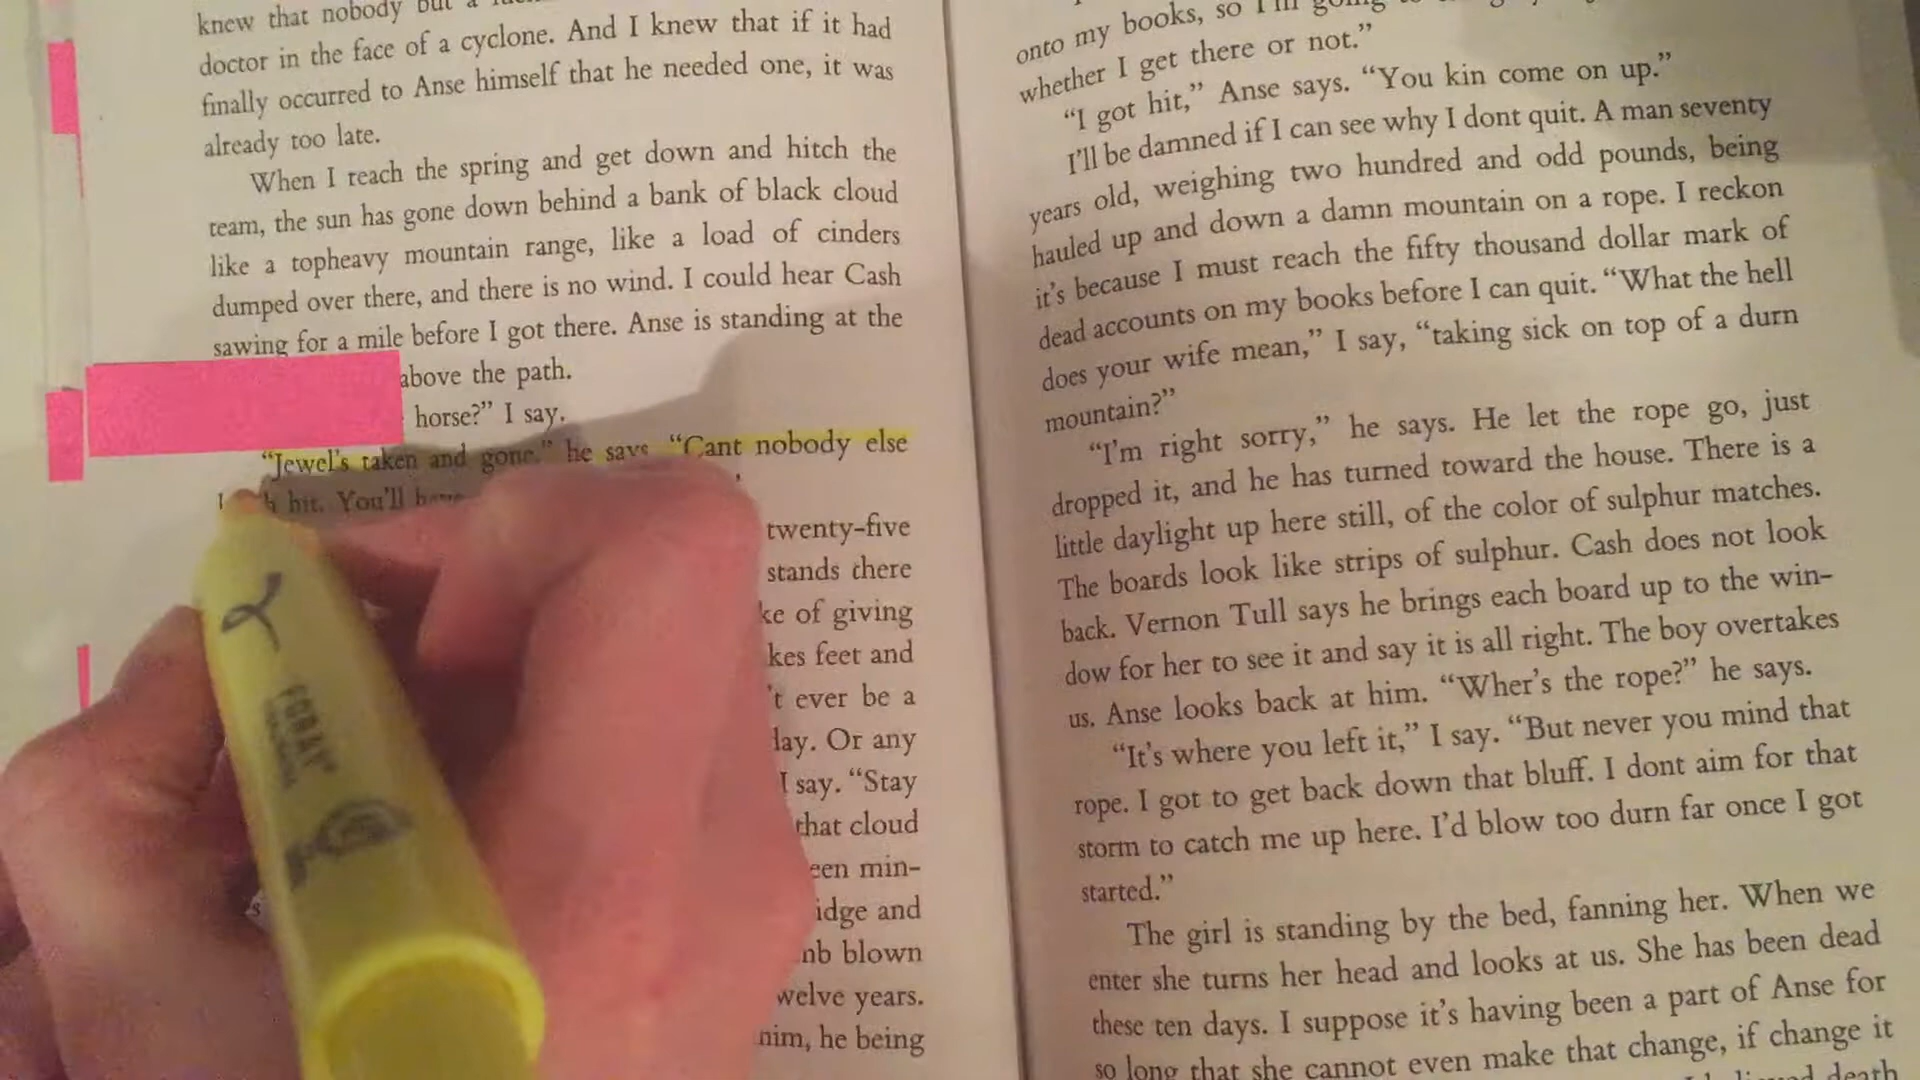 knew that nobody but a
doctor in the face of a cyclone. And I knew that if it had
finally occurred to Anse himself that he needed one, it was
already too late.
When I reach the spring and get down and hitch the
team, the sun has gone down behind a bank of black cloud
like a topheavy mountain range, like a load of cinders
dumped over there, and there is no wind. I could hear Cash
sawing for a mile before I got there. Anse is standing at the
above the path.
horse?” I say.
“Jewel's taken and gone,” he says. “Cant nobody else
hit. You'll have
twenty-five
stands there
of giving
feet and
ever be a
Or any
I say. “Stay
that cloud
min-
and
blown
twelve years.
him, he being
FORAY
onto my books, so I'm going to
whether I get there or not.”
“I got hit,” Anse says. “You kin come on up.”
I'll be damned if I can see why I dont quit. A man seventy
years old, weighing two hundred and odd pounds, being
hauled up and down a damn mountain on a rope. I reckon
it's because I must reach the fifty thousand dollar mark of
dead accounts on my books before I can quit. “What the hell
does your wife mean,” I say, “taking sick on top of a durn
mountain?”
“I'm right sorry,” he says. He let the rope go, just
dropped it, and he has turned toward the house. There is a
little daylight up here still, of the color of sulphur matches.
The boards look like strips of sulphur. Cash does not look
back. Vernon Tull says he brings each board up to the win-
dow for her to see it and say it is all right. The boy overtakes
us. Anse looks back at him. “Wher's the rope?” he says.
“It's where you left it,” I say. “But never you mind that
rope. I got to get back down that bluff. I dont aim for that
storm to catch me up here. I'd blow too durn far once I got
started.”
The girl is standing by the bed, fanning her. When we
enter she turns her head and looks at us. She has been dead
these ten days. I suppose it's having been a part of Anse for
so long that she cannot even make that change, if change it
death